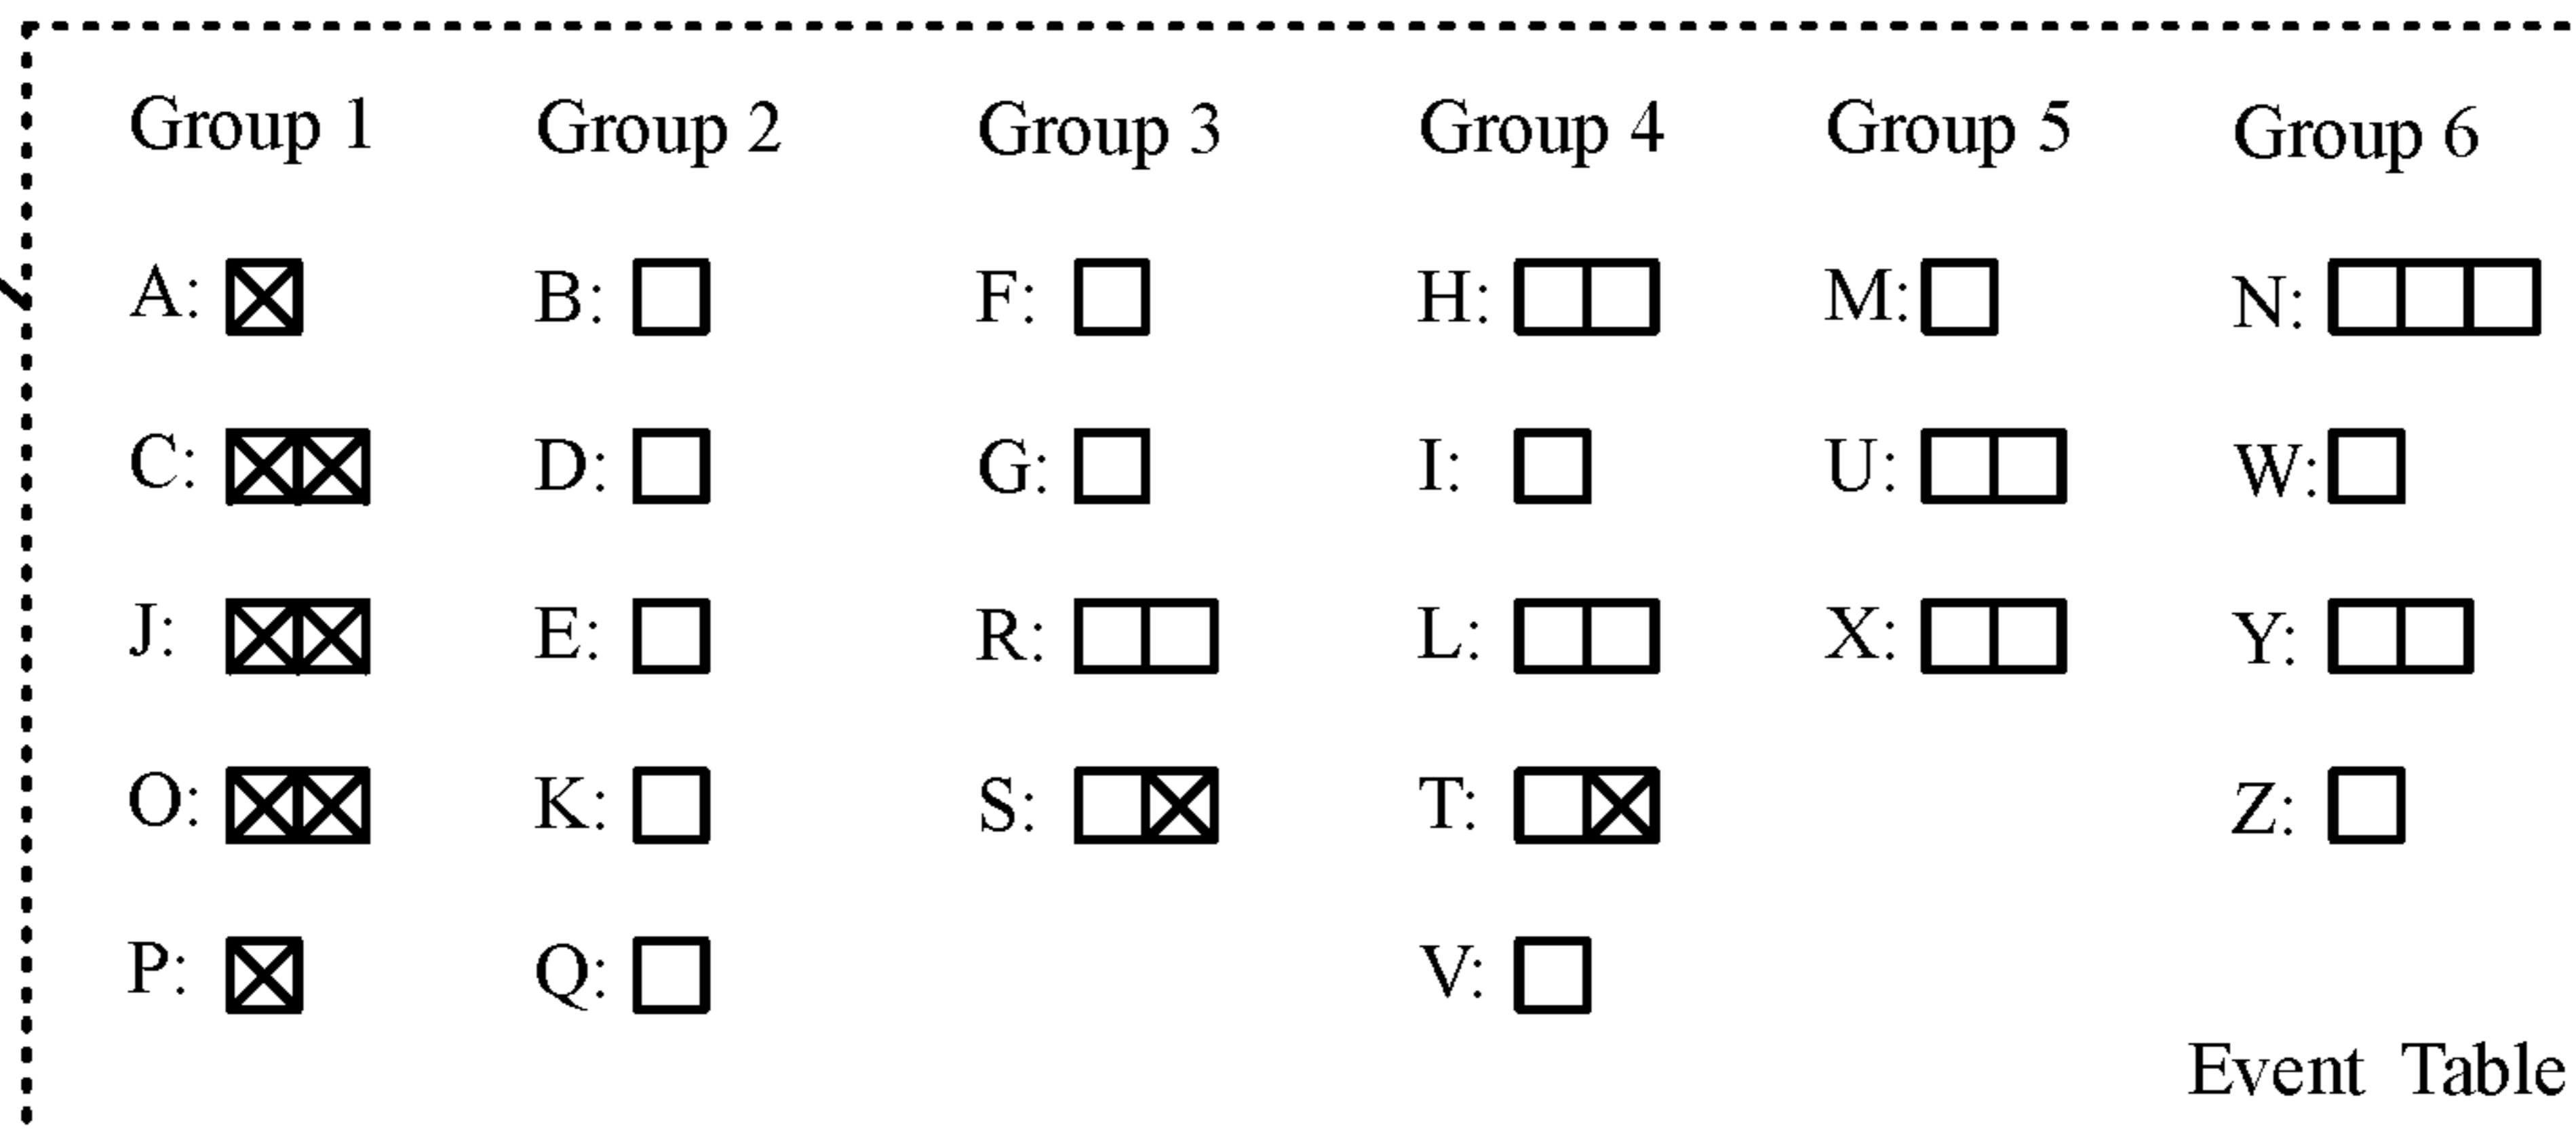 Group 1 Group 2 Group 3 Group 4 Group 5 Group 6
A: B: F: H: M: N:
C: D: G: I: U: W:
J: E: R: L: X: Y:
O: K: S: T: Z:
P: Q: V:
Event Table